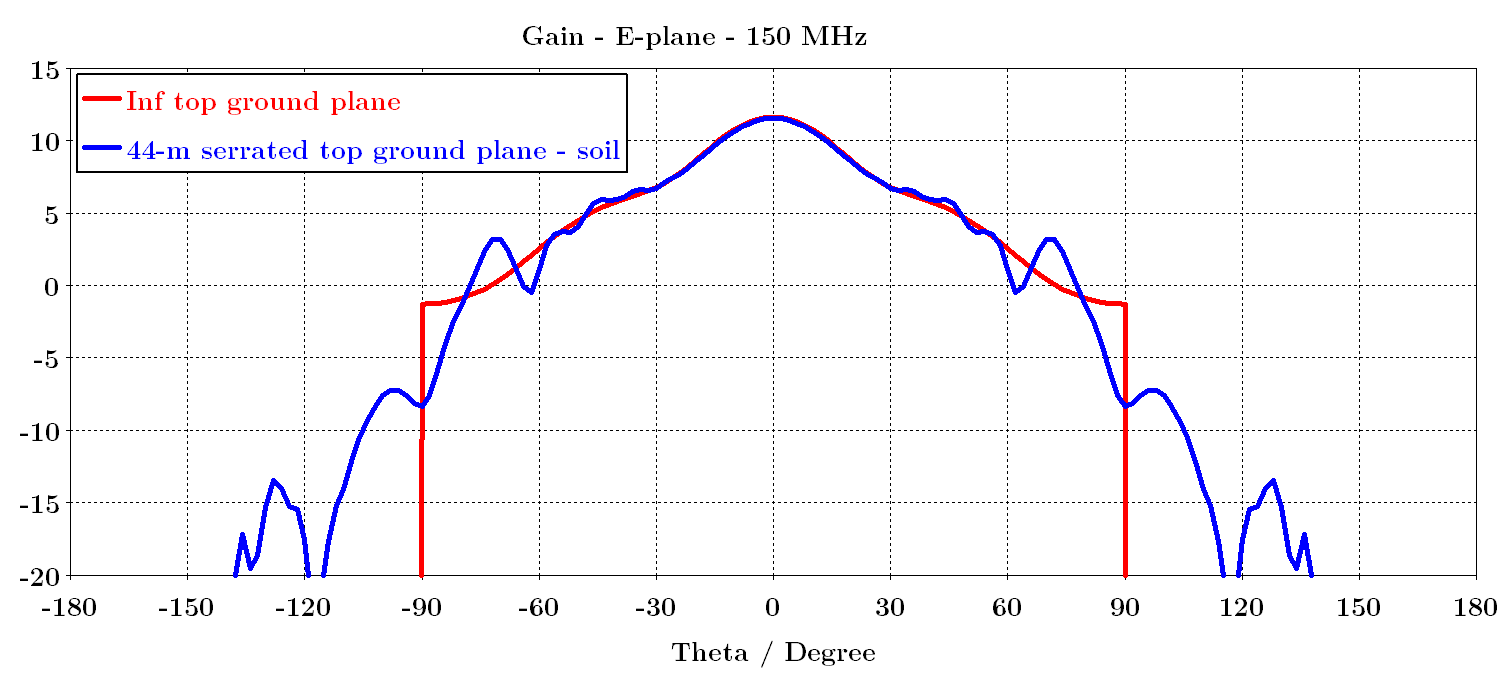 Gain - E-plane - 150 MHz
15
Inf top ground plane
10
44-m serrated top ground plane - soil
5
0
-5
-10
-15
-20
-180 -150 -120 -90 -60 -30 0 30 60 90 120 150 180
Theta / Degree